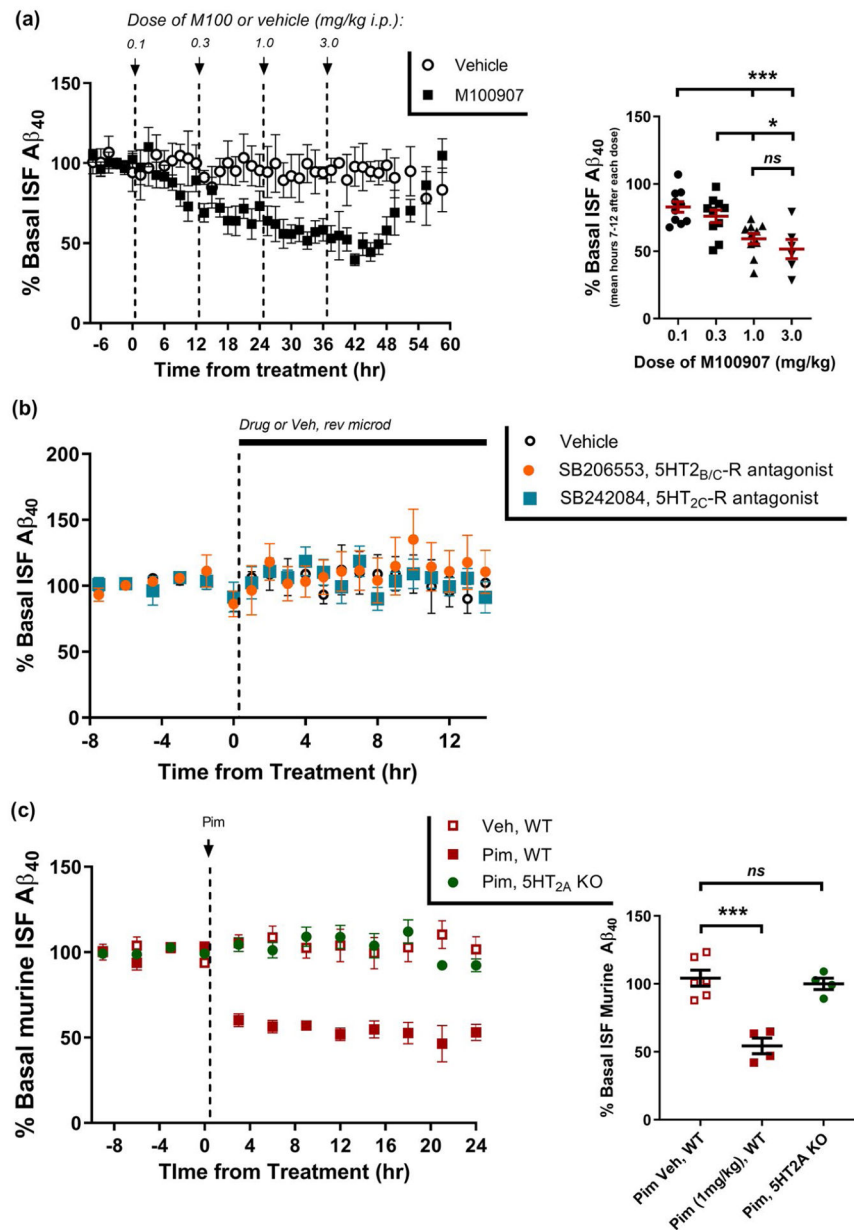 (a)
Dose of M100 or vehicle (mg/kg i.p.):
0.1 0.3 1.0 3.0
Vehicle
M100907
% Basal ISF Aβ40
150
100
50
0
-6 0 6 12 18 24 30 36 42 48 54 60
Time from treatment (hr)
***
*
ns
% Basal ISF Aβ40
(mean hours 7-12 after each dose)
150
100
50
0
0.1 0.3 1.0 3.0
Dose of M100907 (mg/kg)
(b)
Drug or Veh, rev microd
Vehicle
SB206553, 5HT2B/C-R antagonist
SB242084, 5HT2C-R antagonist
% Basal ISF Aβ40
200
150
100
50
0
-8 -4 0 4 8 12
Time from Treatment (hr)
(c)
Pim
Veh, WT
Pim, WT
Pim, 5HT2A KO
% Basal murine ISF Aβ40
150
100
50
0
-8 -4 0 4 8 12 16 20 24
TIme from Treatment (hr)
ns
***
% Basal ISF Murine Aβ40
150
100
50
0
Pim Veh, WT
Pim (1mg/kg), WT
Pim, 5HT2A KO